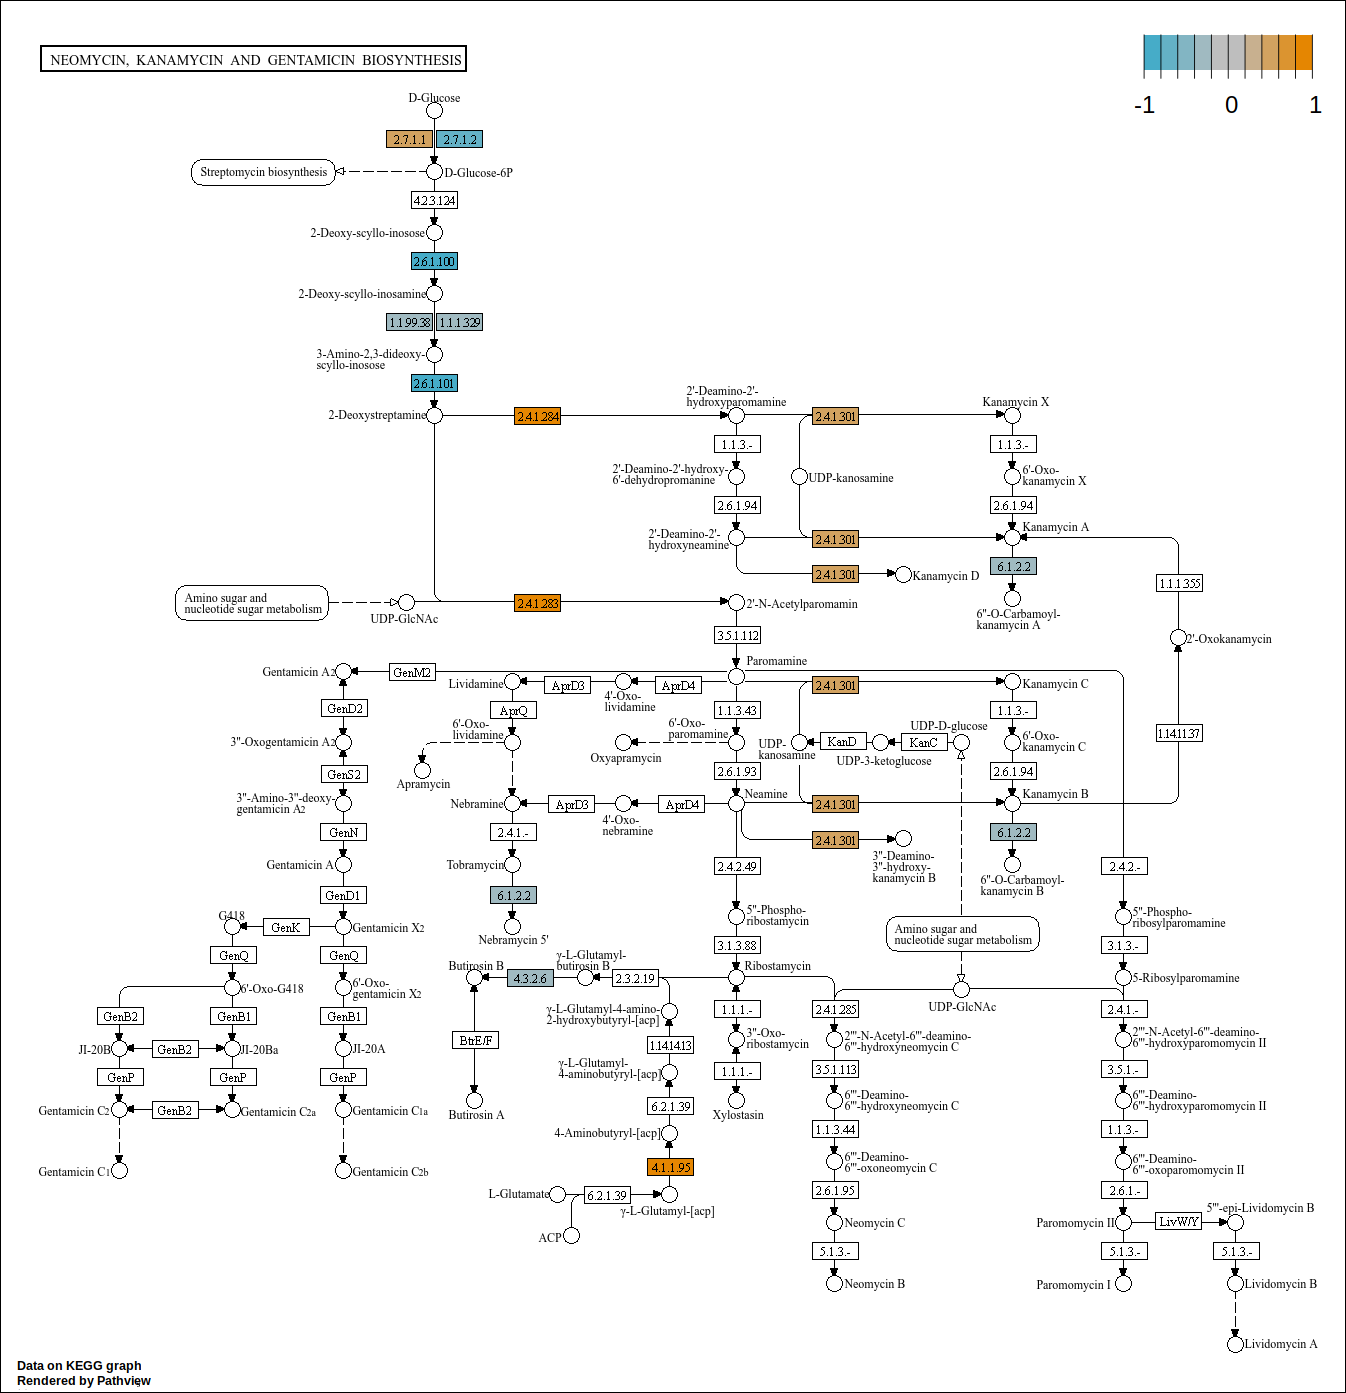 NEOMYCIN, KANAMYCIN AND GENTAMICIN BIOSYNTHESIS
-1 0 1
D-Glucose
2.7.1.1 2.7.1.2
Streptomycin biosynthesis
D-Glucose-6P
4.2.3.124
2-Deoxy-scyllo-inosose
2.6.1.100
2-Deoxy-scyllo-inosamine
1.1.99.38 1.1.1.329
3-Amino-2,3-dideoxy-
scyllo-inosose
2.6.1.101
2-Deoxystreptamine
2.4.1.284
2'-Deamino-2'-
hydroxyparomamine
2.4.1.301
Kanamycin X
1.1.3.-
1.1.3.-
2'-Deamino-2'-hydroxy-
6'-dehydropromanine
UDP-kanosamine
6'-Oxo-
kanamycin X
2.6.1.94
2.6.1.94
2'-Deamino-2'-
hydroxyneamine
2.4.1.301
Kanamycin A
2.4.1.301
Kanamycin D
6.1.2.2
1.1.1.355
6''-O-Carbamoyl-
kanamycin A
Amino sugar and
nucleotide sugar metabolism
UDP-GlcNAc
2.4.1.283
2'-N-Acetylparomamin
3.5.1.112
2'-Oxokanamycin
Paromamine
Gentamicin A2
GenM2
Lividamine
AprD3
4'-Oxo-
lividamine
AprD4
2.4.1.301
Kanamycin C
GenD2
AprQ
1.1.3.43
1.1.3.-
3''-Oxogentamicin A2
6'-Oxo-
lividamine
6'-Oxo-
paromamine
Oxyapramycin
UDP-
kanosamine
KanD
UDP-3-ketoglucose
KanC
UDP-D-glucose
6'-Oxo-
kanamycin C
1.14.11.37
GenS2
Apramycin
2.6.1.93
2.6.1.94
3''-Amino-3''-deoxy-
gentamicin A2
Nebramine
AprD3
4'-Oxo-
nebramine
AprD4
Neamine
2.4.1.301
Kanamycin B
GenN
2.4.1.-
2.4.1.301
3''-Deamino-
3''-hydroxy-
kanamycin B
6.1.2.2
Gentamicin A
Tobramycin
2.4.2.49
6''-O-Carbamoyl-
kanamycin B
2.4.2.-
GenD1
6.1.2.2
G418
GenK
Gentamicin X2
Nebramycin 5'
5''-Phospho-
ribostamycin
Amino sugar and
nucleotide sugar metabolism
5''-Phospho-
ribosylparomamine
GenQ
GenQ
3.1.3.88
3.1.3.-
Butirosin B
4.3.2.6
γ-L-Glutamyl-
butirosin B
2.3.2.19
Ribostamycin
5-Ribosylparomamine
6'-Oxo-G418
6'-Oxo-
gentamicin X2
UDP-GlcNAc
GenB2
GenB1
GenB1
γ-L-Glutamyl-4-amino-
2-hydroxybutyryl-[acp]
1.1.1.-
2.4.1.285
2.4.1.-
JI-20B
GenB2
JI-20Ba
JI-20A
BtrE/F
1.14.14.13
3''-Oxo-
ribostamycin
2'''-N-Acetyl-6'''-deamino-
6'''-hydroxyneomycin C
2'''-N-Acetyl-6'''-deamino-
6'''-hydroxyparomomycin II
GenP
GenP
GenP
γ-L-Glutamyl-
4-aminobutyryl-[acp]
1.1.1.-
3.5.1.113
3.5.1.-
Gentamicin C2
GenB2
Gentamicin C2a
Gentamicin C1a
Butirosin A
6.2.1.39
Xylostasin
6'''-Deamino-
6'''-hydroxyneomycin C
6'''-Deamino-
6'''-hydroxyparomomycin II
4-Aminobutyryl-[acp]
1.1.3.44
1.1.3.-
Gentamicin C1
Gentamicin C2b
4.1.1.95
6'''-Deamino-
6'''-oxoneomycin C
6'''-Deamino-
6'''-oxoparomomycin II
L-Glutamate
6.2.1.39
γ-L-Glutamyl-[acp]
2.6.1.95
2.6.1.-
ACP
Neomycin C
Paromomycin II
LivW/Y
5'''-epi-Lividomycin B
5.1.3.-
5.1.3.-
5.1.3.-
Neomycin B
Paromomycin I
Lividomycin B
Lividomycin A
Data on KEGG graph
Rendered by Pathview